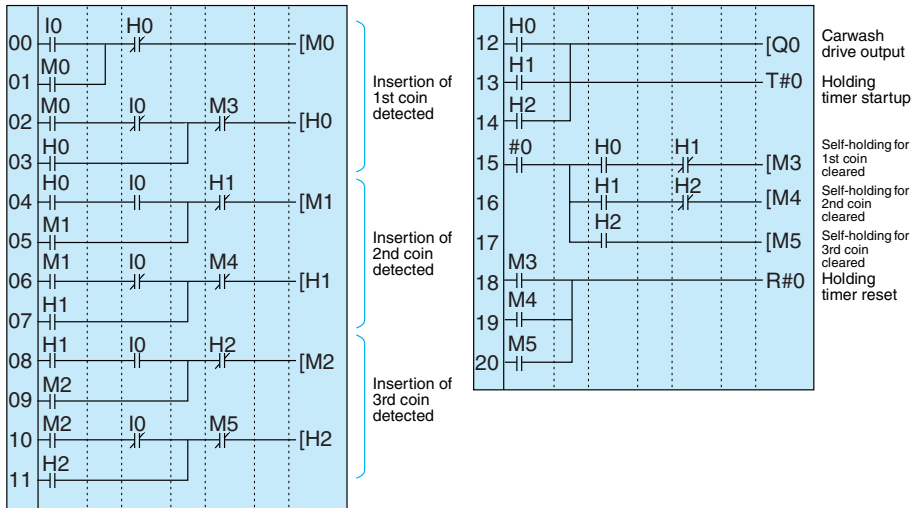 I0 H0
00 [M0
M0
01
M0 I0 M3
02 [H0
H0
03
H0 I0 H1
04 [M1
M1
05
M1 I0 M4
06 [H1
H1
07
H1 I0 H2
08 [M2
M2
09
M2 I0 M5
10 [H2
H2
11
Insertion of
1st coin
detected
Insertion of
2nd coin
detected
Insertion of
3rd coin
detected
H0
12 [Q0
H1
13 T#0
H2
14
#0 H0 H1
15 [M3
H1 H2
16 [M4
H2
17 [M5
M3
18 R#0
M4
19
M5
20
Carwash
drive output
Holding
timer startup
Self-holding for
1st coin
cleared
Self-holding for
2nd coin
cleared
Self-holding for
3rd coin
cleared
Holding
timer reset